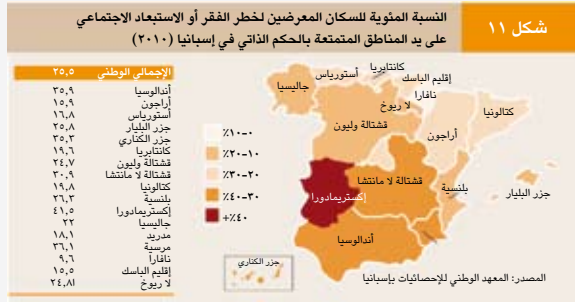 شكل ١١
النسبة المئوية للسكان المعرضين لخطر الفقر أو الاستبعاد الاجتماعي
على يد المناطق المتمتعة بالحكم الذاتي في إسبانيا (٢٠١٠)
الإجمالي الوطني ٢٥,٥
أندالوسيا ٣٥,٩
أراجون ١٥,٩
أستورياس ١٦,٨
جزر البليار ٢٥,٨
جزر الكناري ٣٥,٣
كانتابريا ١٩,٦
قشتالة وليون ٢٤,٧
قشتالة لا مانتشا ٣٠,٩
كتالونيا ١٩,٨
بلنسية ٢٦,٣
إكستريمادورا ٤١,٥
جاليسيا ٢٢
مدريد ١٨,١
مرسية ٣٦,١
نافارا ٩,٦
إقليم الباسك ١٥,٥
لا ريوخ ٢٤,٨١
٠-١٠٪
١٠-٢٠٪
٢٠-٣٠٪
٣٠-٤٠٪
+٤٠٪
كانتابريا
أستورياس
إقليم الباسك
جاليسيا
نافارا
لا ريوخ
كتالونيا
قشتالة وليون
أراجون
قشتالة لا مانتشا
بلنسية
جزر البليار
إكستريمادورا
أندالوسيا
جزر الكناري
المصدر: المعهد الوطني للإحصائيات بإسبانيا